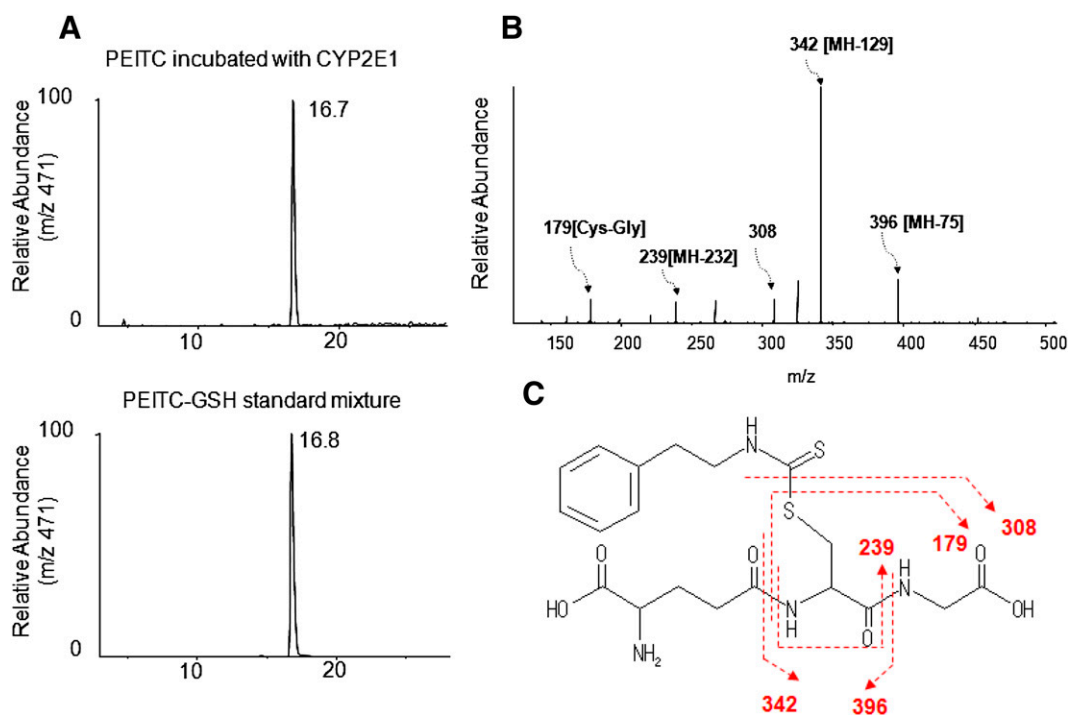 A
PEITC incubated with CYP2E1
Relative Abundance
(m/z 471)
100
0
16.7
10
20
PEITC-GSH standard mixture
Relative Abundance
(m/z 471)
100
0
16.8
10
20
B
Relative Abundance
342 [MH-129]
179[Cys-Gly]
239[MH-232]
308
396 [MH-75]
150
200
250
300
350
400
450
500
m/z
C
H
N
S
S
308
179
239
O
HO
NH2
O
N
H
O
H
N
O
OH
342
396